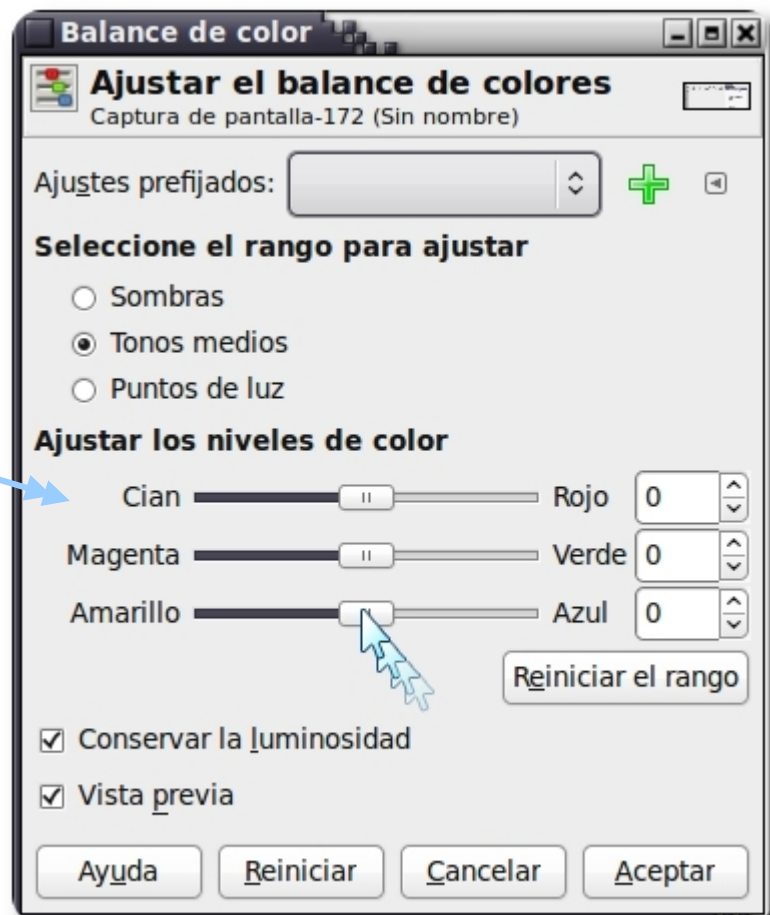 Balance de color
Ajustar el balance de colores
Captura de pantalla-172 (Sin nombre)
Ajustes prefijados:
Seleccione el rango para ajustar
Sombras
Tonos medios
Puntos de luz
Ajustar los niveles de color
Cian Rojo 0
Magenta Verde 0
Amarillo Azul 0
Reiniciar el rango
Conservar la luminosidad
Vista previa
Ayuda Reiniciar Cancelar Aceptar